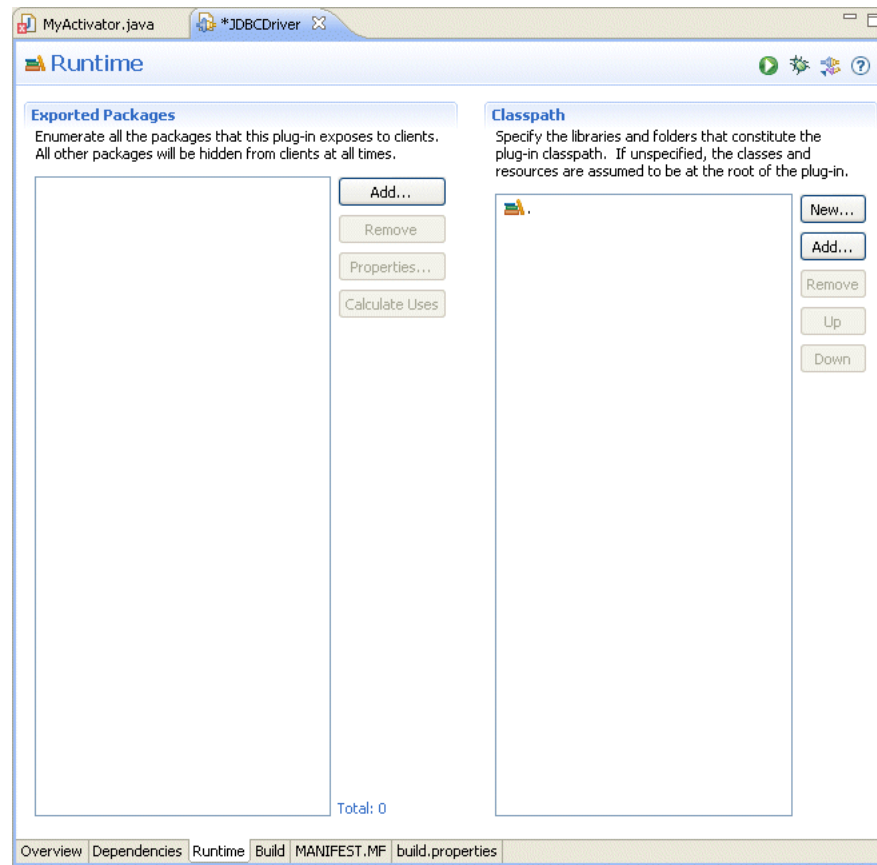 MyActivator.java
*JDBCDriver
Runtime
Exported Packages
Enumerate all the packages that this plug-in exposes to clients.
All other packages will be hidden from clients at all times.
Add...
Remove
Properties...
Calculate Uses
Total: 0
Classpath
Specify the libraries and folders that constitute the
plug-in classpath. If unspecified, the classes and
resources are assumed to be at the root of the plug-in.
.
New...
Add...
Remove
Up
Down
Overview Dependencies Runtime Build MANIFEST.MF build.properties